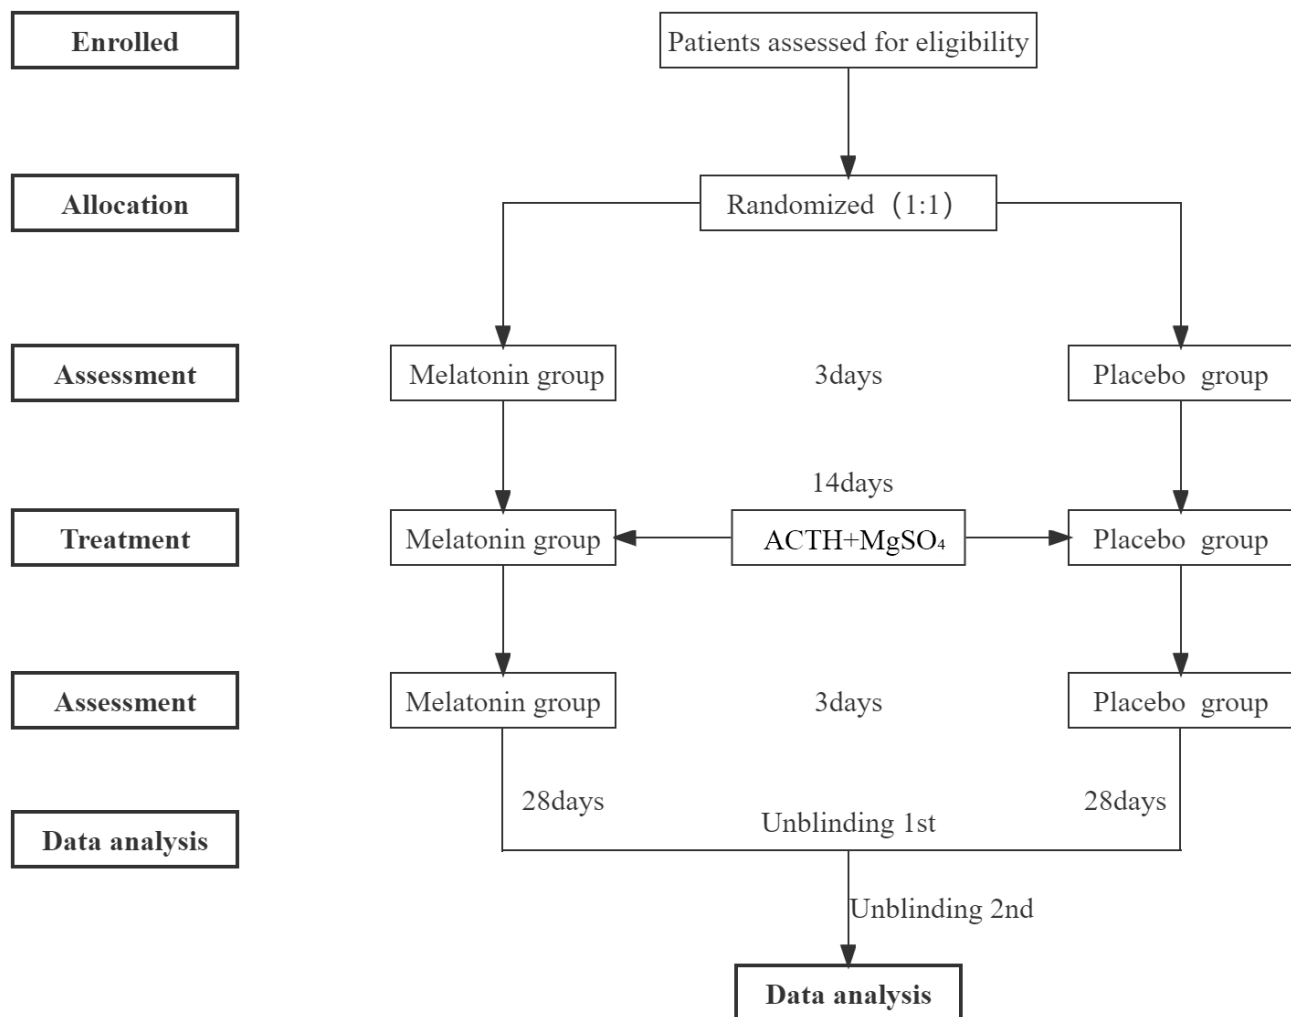 Enrolled
Patients assessed for eligibility
Allocation
Randomized（1:1）
Assessment
Melatonin group
3days
Placebo group
14days
Treatment
Melatonin group
ACTH+MgSO₄
Placebo group
Assessment
Melatonin group
3days
Placebo group
28days
28days
Unblinding 1st
Data analysis
Unblinding 2nd
Data analysis